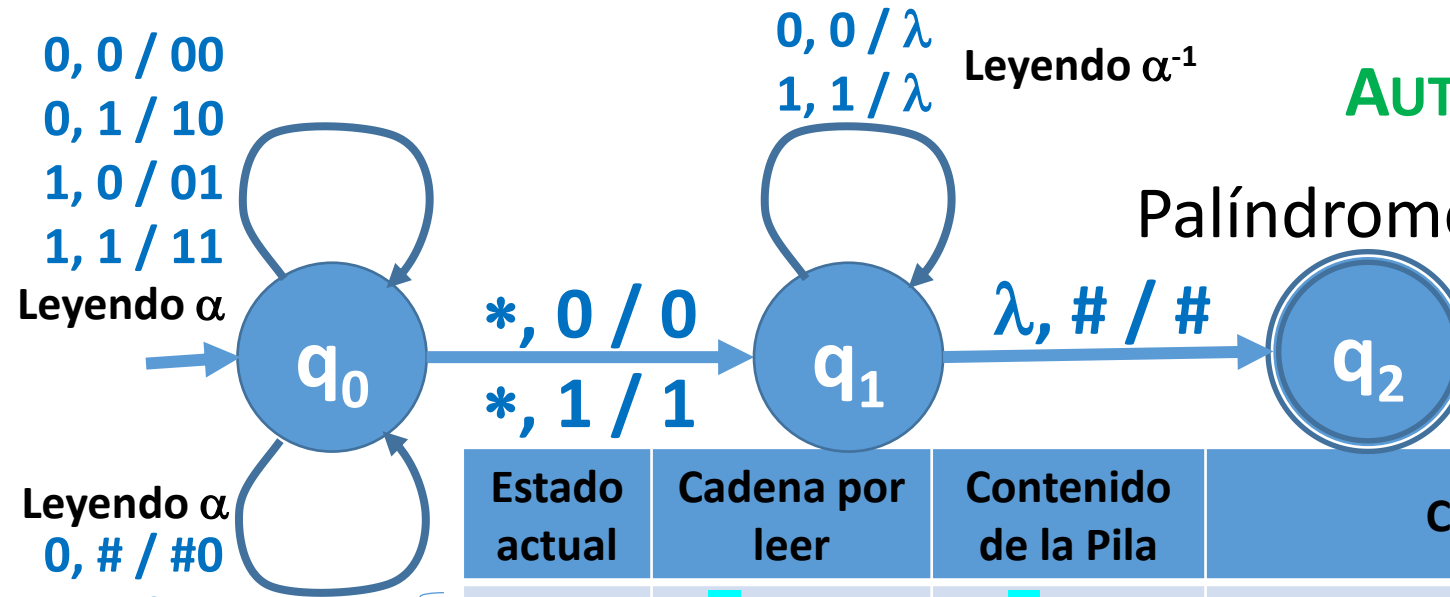 0, 0 / 00
0, 1 / 10
1, 0 / 01
1, 1 / 11
Leyendo α
0, 0 / λ
1, 1 / λ
Leyendo α⁻¹
AUT
Palíndrom
q₀
*, 0 / 0
*, 1 / 1
q₁
λ, # / #
q₂
Leyendo α
0, # / #0
Estado actual
Cadena por leer
Contenido de la Pila
C